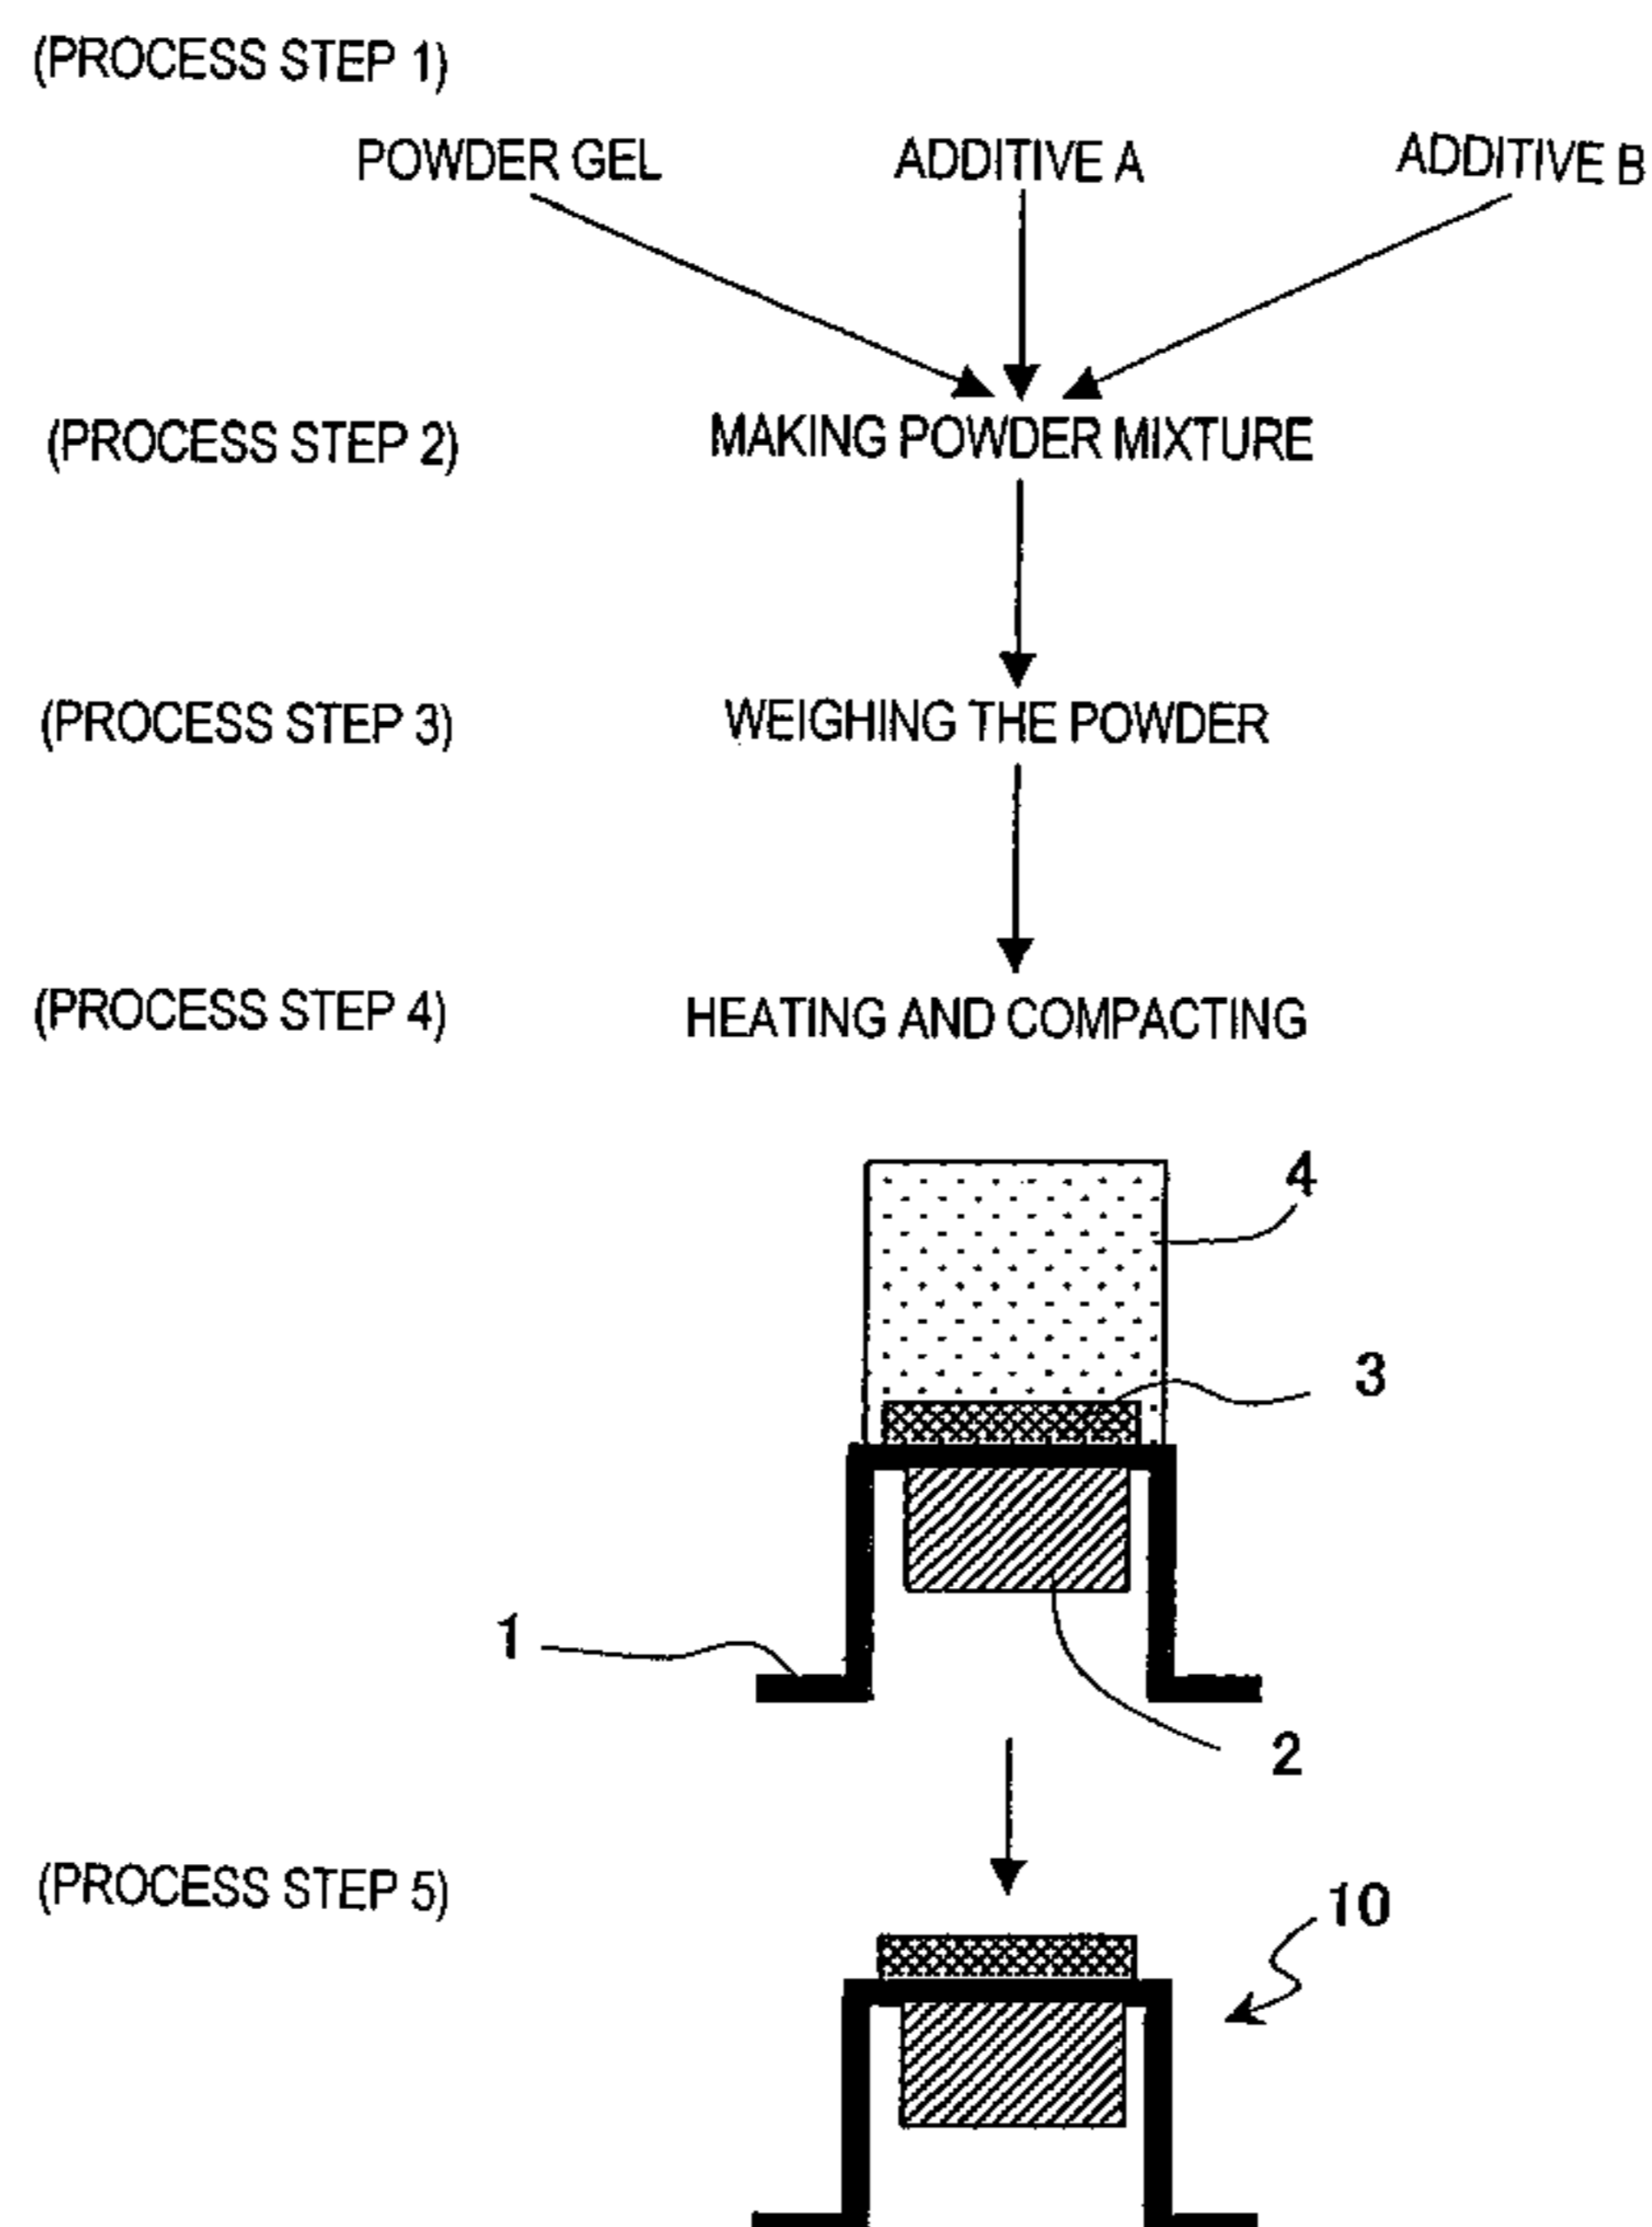 (PROCESS STEP 1)
POWDER GEL ADDITIVE A ADDITIVE B
(PROCESS STEP 2) MAKING POWDER MIXTURE
(PROCESS STEP 3) WEIGHING THE POWDER
(PROCESS STEP 4) HEATING AND COMPACTING
4
3
1
2
(PROCESS STEP 5)
10